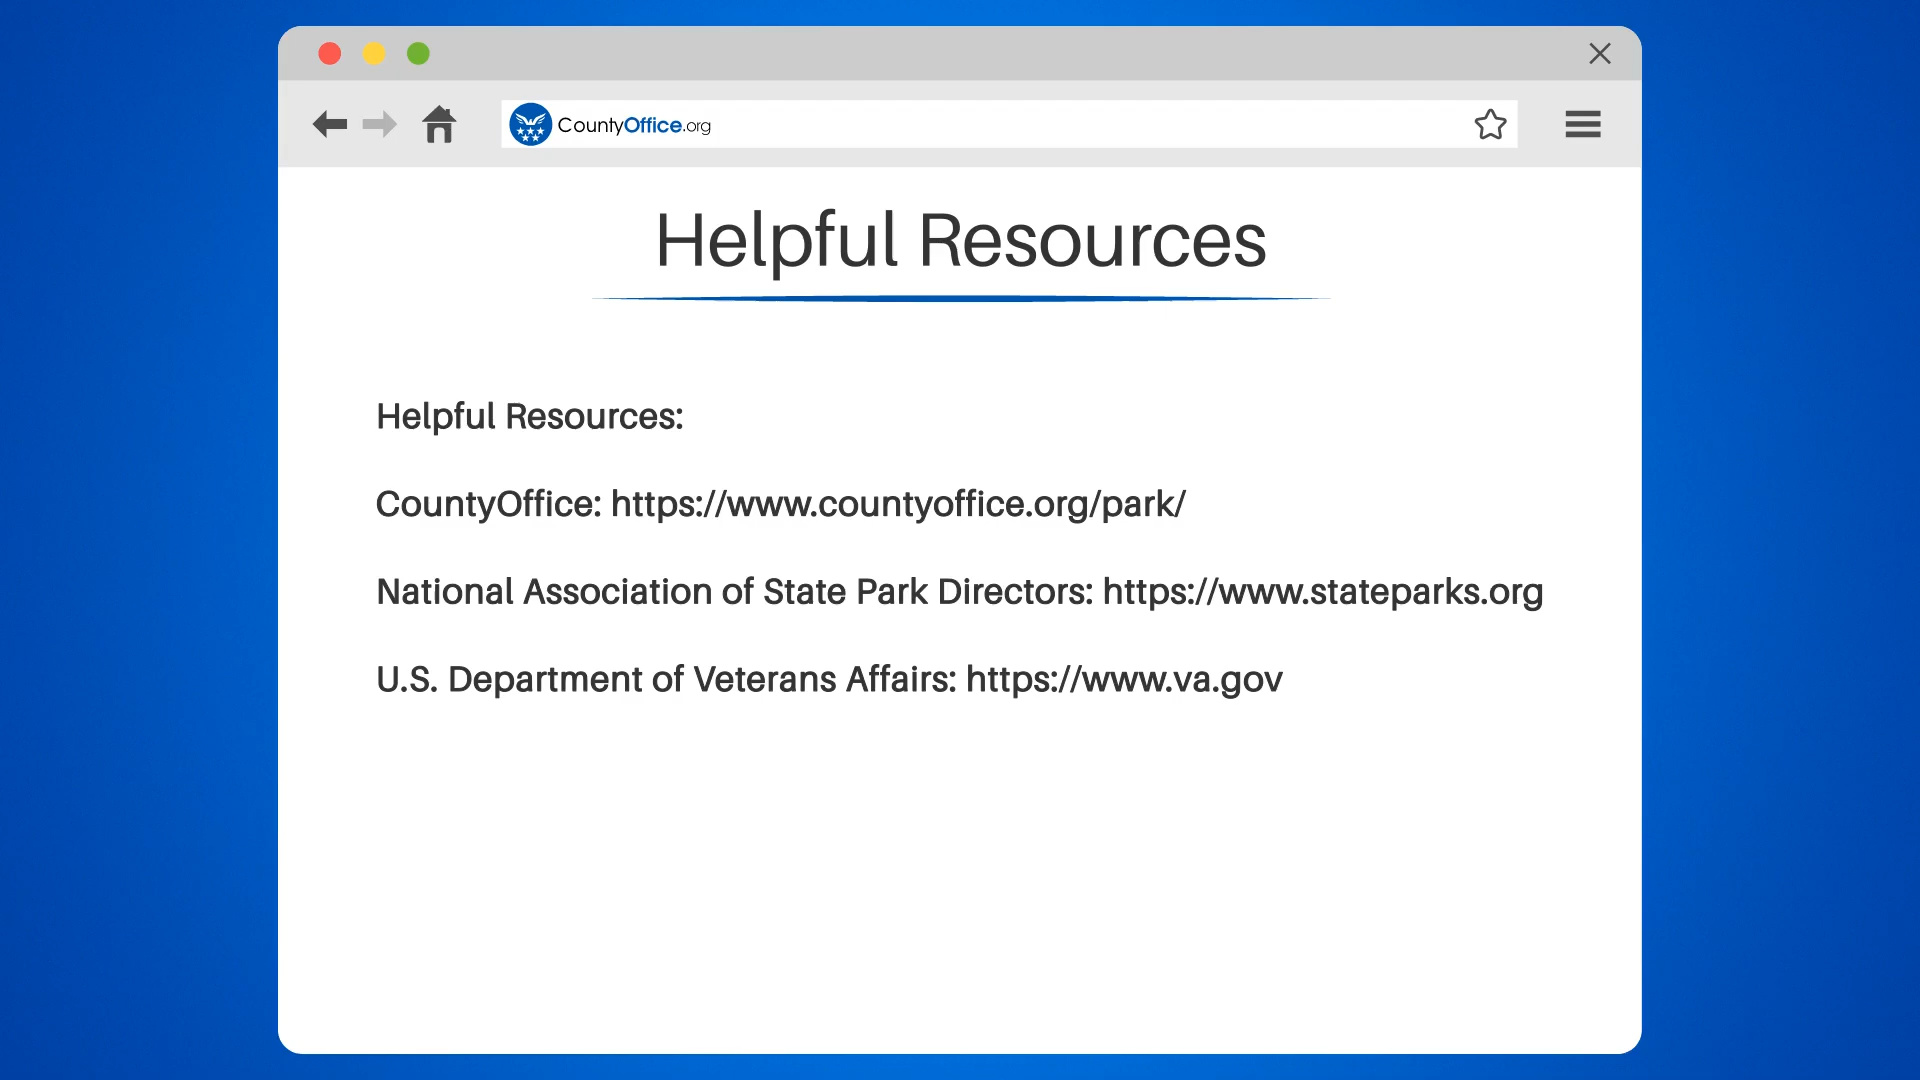 CountyOffice.org
Helpful Resources
Helpful Resources:
CountyOffice: https://www.countyoffice.org/park/
National Association of State Park Directors: https://www.stateparks.org
U.S. Department of Veterans Affairs: https://www.va.gov